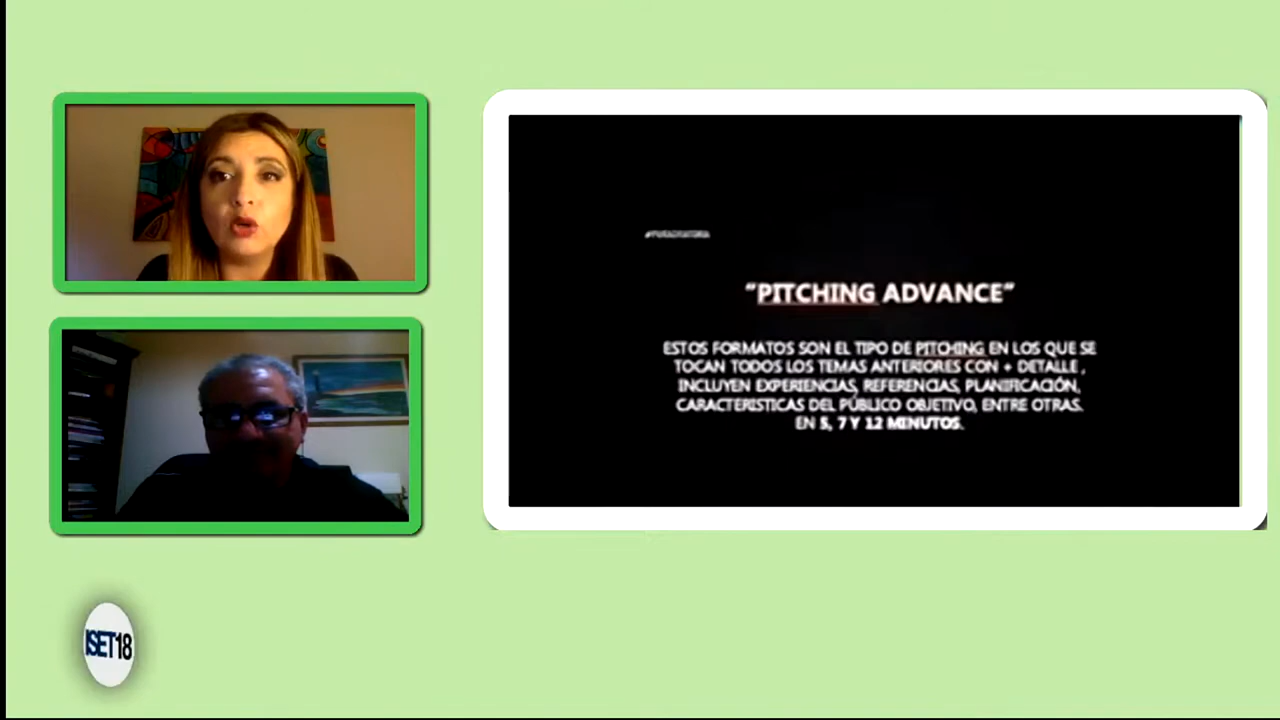 "PITCHING ADVANCE"
ESTOS FORMATOS SON EL TIPO DE PITCHING EN LOS QUE SE
TOCAN TODOS LOS TEMAS ANTERIORES CON + DETALLE ,
INCLUYEN EXPERIENCIAS, REFERENCIAS, PLANIFICACIÓN,
CARACTERISTICAS DEL PÚBLICO OBJETIVO, ENTRE OTRAS.
EN 5, 7 Y 12 MINUTOS.
ISET18